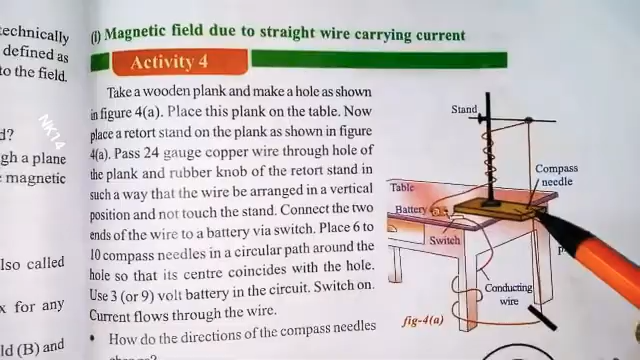 technically
defined as
to the field.
d?
gh a plane
magnetic
lso called
x for any
ld (B) and
NK14
(i) Magnetic field due to straight wire carrying current
Activity 4
Take a wooden plank and make a hole as shown
in figure 4(a). Place this plank on the table. Now
place a retort stand on the plank as shown in figure
4(a). Pass 24 gauge copper wire through hole of
the plank and rubber knob of the retort stand in
such a way that the wire be arranged in a vertical
position and not touch the stand. Connect the two
ends of the wire to a battery via switch. Place 6 to
10 compass needles in a circular path around the
hole so that its centre coincides with the hole.
Use 3 (or 9) volt battery in the circuit. Switch on.
Current flows through the wire.
• How do the directions of the compass needles
change?
Stand
Compass
needle
Table
Battery
Switch
Conducting
wire
fig-4(a)